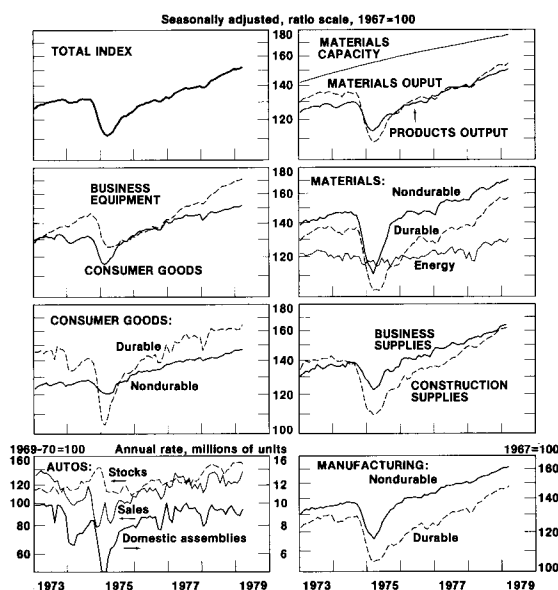 Seasonally adjusted, ratio scale, 1967=100
TOTAL INDEX
180
160
140
120
MATERIALS
CAPACITY
MATERIALS OUPUT
PRODUCTS OUTPUT
BUSINESS
EQUIPMENT
CONSUMER GOODS
180
160
140
120
MATERIALS:
Nondurable
Durable
Energy
CONSUMER GOODS:
Durable
Nondurable
160
140
120
100
BUSINESS
SUPPLIES
CONSTRUCTION
SUPPLIES
1969-70=100 Annual rate, millions of units 1967=100
160
120
80
60
AUTOS:
Stocks
Sales
Domestic assemblies
16
12
10
8
6
MANUFACTURING:
Nondurable
Durable
160
140
120
100
1973 1975 1977 1979 1973 1975 1977 1979